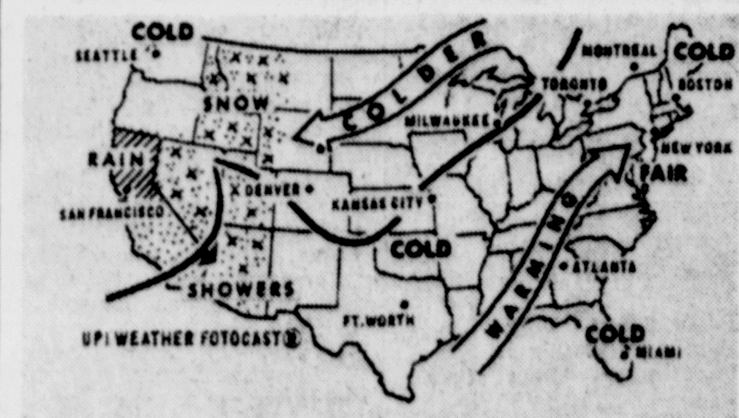 COLD
SEATTLE
SNOW
COLDER
MONTREAL
COLD
TORONTO
BOSTON
MILWAUKEE
RAIN
NEW YORK
DENVER
KANSAS CITY
FAIR
SAN FRANCISCO
COLD
WARMING
ATLANTA
SHOWERS
FT. WORTH
UPI WEATHER FOTOCAST
COLD
MIAMI